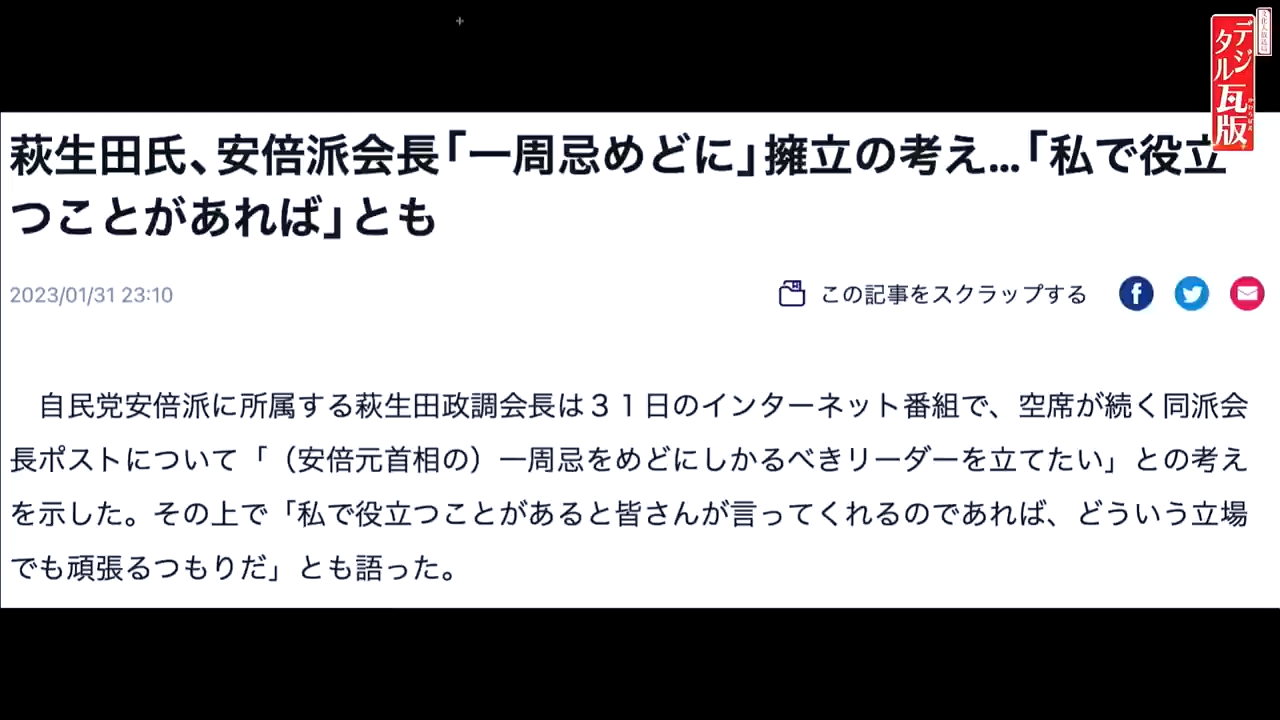 文化人放送局
デジ
タル
瓦版
萩生田氏、安倍派会長「一周忌めどに」擁立の考え…「私で役立
つことがあれば」とも
2023/01/31 23:10
この記事をスクラップする
自民党安倍派に所属する萩生田政調会長は３１日のインターネット番組で、空席が続く同派会
長ポストについて「（安倍元首相の）一周忌をめどにしかるべきリーダーを立てたい」との考え
を示した。その上で「私で役立つことがあると皆さんが言ってくれるのであれば、どういう立場
でも頑張るつもりだ」とも語った。